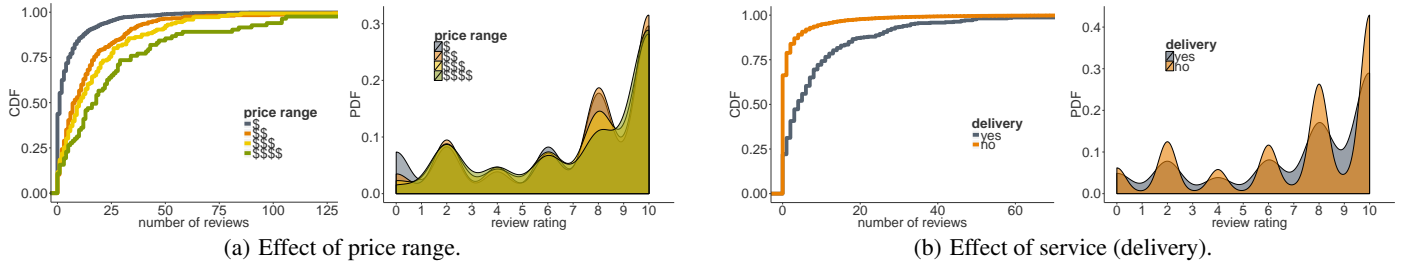 CDF
1.00
0.75
0.50
0.25
0.00
price range
$
$$
$$$
$$$$
0 25 50 75 100 125
number of reviews
PDF
0.3
0.2
0.1
0.0
price range
$
$$
$$$
$$$$
0 1 2 3 4 5 6 7 8 9 10
review rating
(a) Effect of price range.
CDF
1.00
0.75
0.50
0.25
0.00
delivery
yes
no
0 20 40 60
number of reviews
PDF
0.4
0.3
0.2
0.1
0.0
delivery
yes
no
0 1 2 3 4 5 6 7 8 9 10
review rating
(b) Effect of service (delivery).